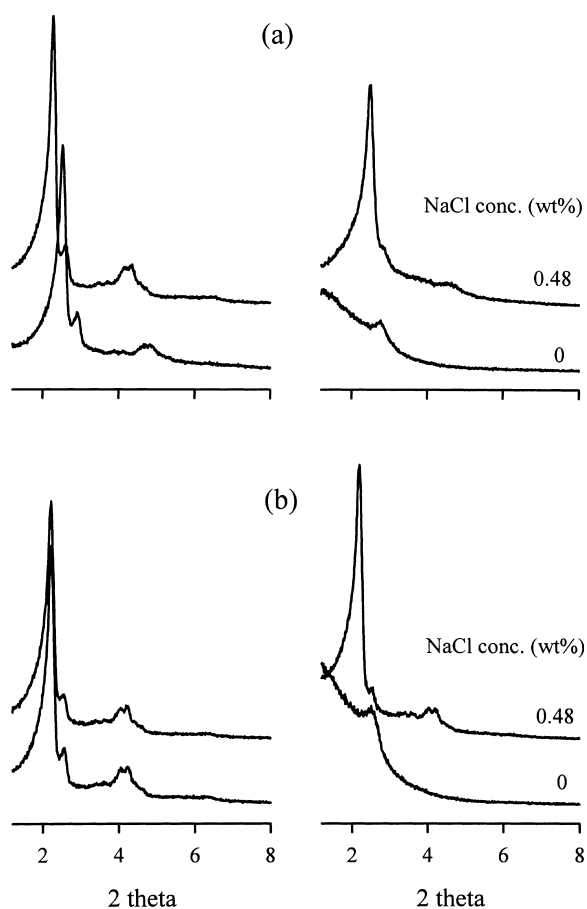 (a)
NaCl conc. (wt%)
0.48
0
(b)
NaCl conc. (wt%)
0.48
0
2 4 6 8 2 4 6 8
2 theta 2 theta